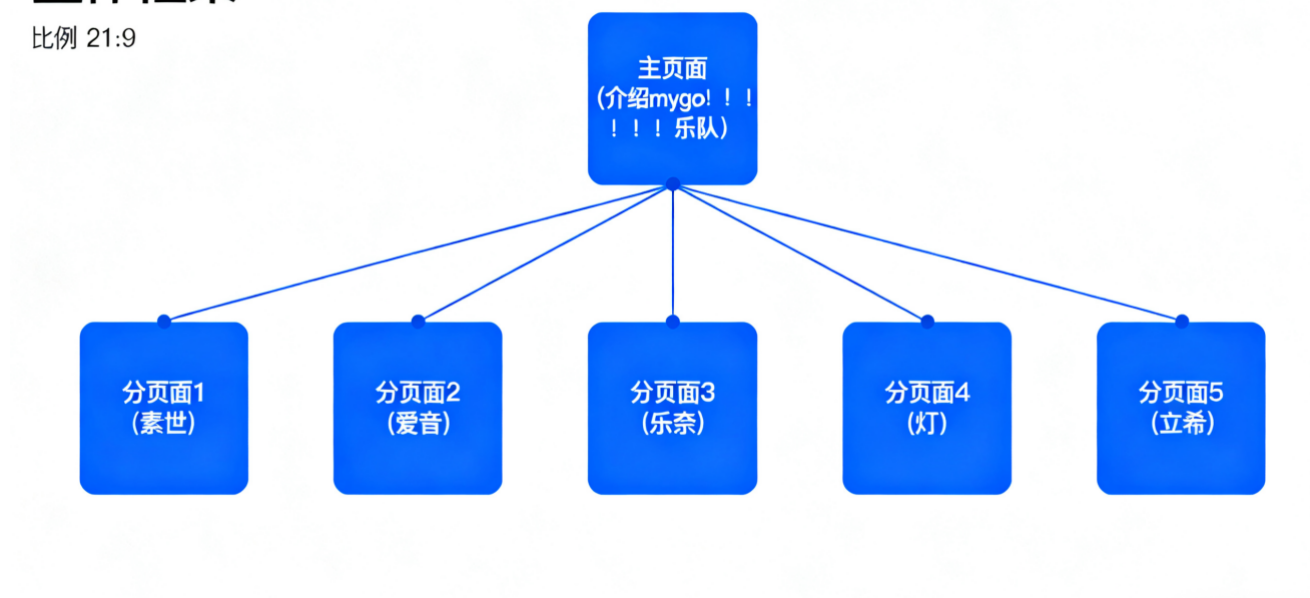 比例 21:9
主页面
(介绍mygo！！！
！！！乐队)
分页面1
(素世)
分页面2
(爱音)
分页面3
(乐奈)
分页面4
(灯)
分页面5
(立希)